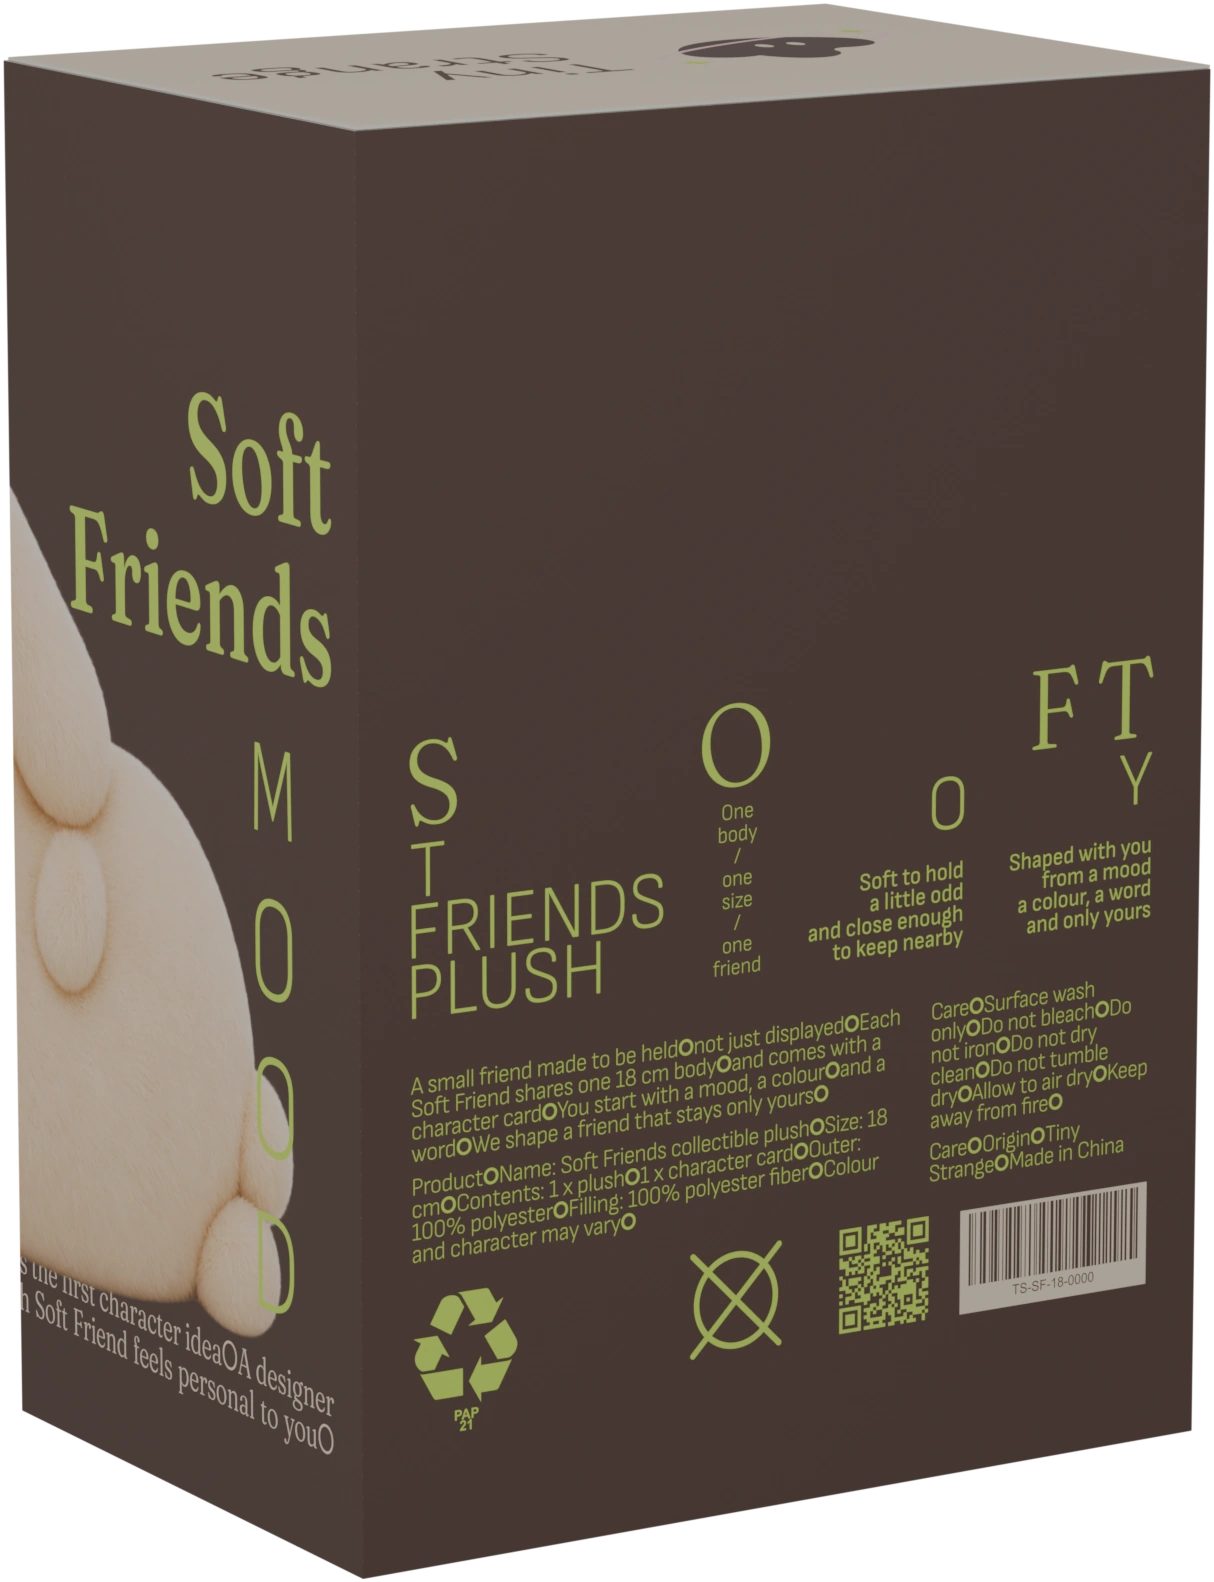 Tiny
Strange
Soft
Friends
M
O
O
D
the first character ideaOA designer
Soft Friend feels personal to youO
S
T
FRIENDS
PLUSH
O
One
body
/
one
size
/
one
friend
O
Soft to hold
a little odd
and close enough
to keep nearby
F T
Y
Shaped with you
from a mood
a colour, a word
and only yours
A small friend made to be heldOnot just displayedOEach
Soft Friend shares one 18 cm bodyOand comes with a
character cardOYou start with a mood, a colourOand a
wordOWe shape a friend that stays only yoursO
ProductOName: Soft Friends collectible plushOSize: 18
cmOContents: 1 x plushO1 x character cardOOuter:
100% polyesterOFilling: 100% polyester fiberOColour
and character may varyO
CareOSurface wash
onlyODo not bleachODo
not ironODo not dry
cleanODo not tumble
dryOAllow to air dryOKeep
away from fireO
CareOOriginOTiny
StrangeOMade in China
PAP
21
TS-SF-18-0000